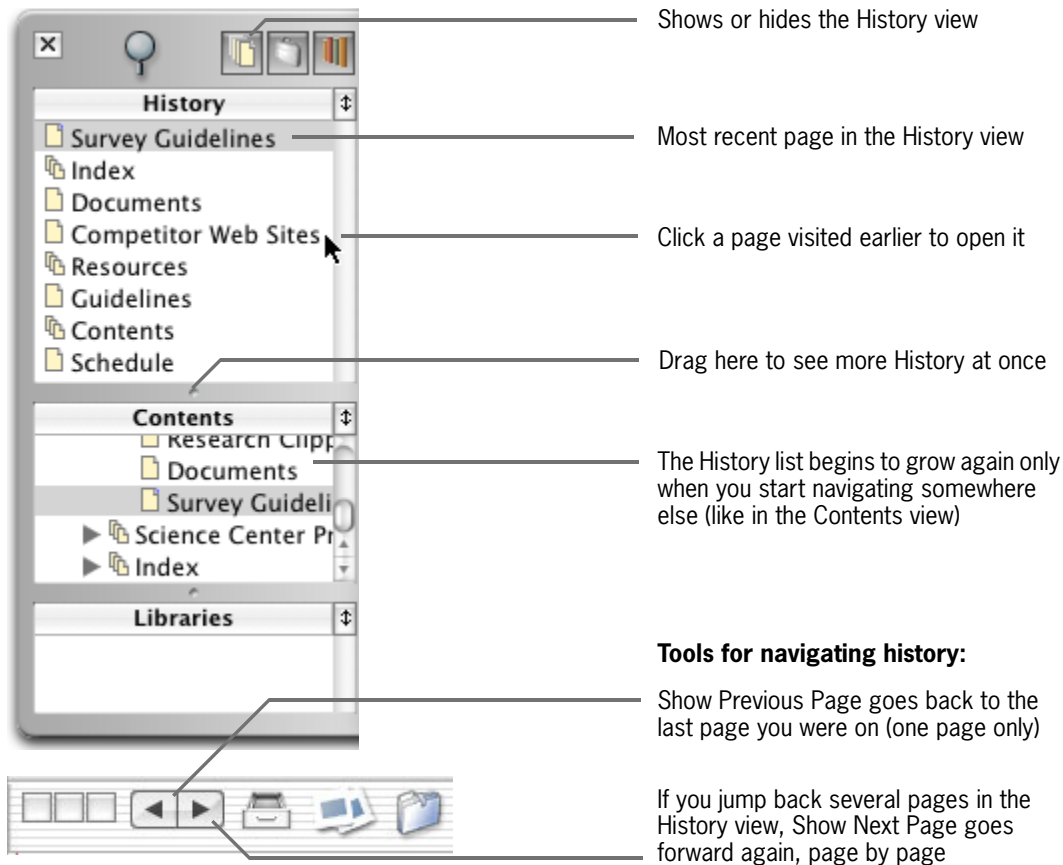 Shows or hides the History view
History
Survey Guidelines
Most recent page in the History view
Index
Documents
Competitor Web Sites
Click a page visited earlier to open it
Resources
Guidelines
Contents
Schedule
Drag here to see more History at once
Contents
Research Clipp
Documents
The History list begins to grow again only
when you start navigating somewhere
else (like in the Contents view)
Survey Guideli
Science Center Pr
Index
Libraries
Tools for navigating history:
Show Previous Page goes back to the
last page you were on (one page only)
If you jump back several pages in the
History view, Show Next Page goes
forward again, page by page